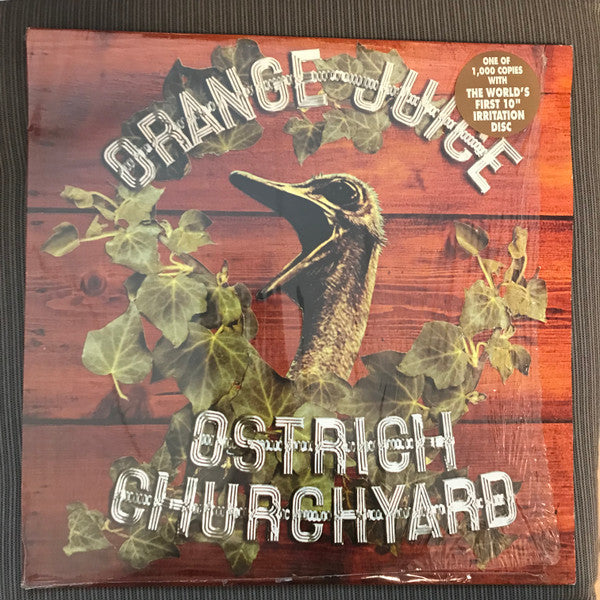 ORANGE JUICE
ONE OF
1,000 COPIES
WITH
THE WORLD'S
FIRST 10"
IRRITATION
DISC
OSTRICH
CHURCHYARD